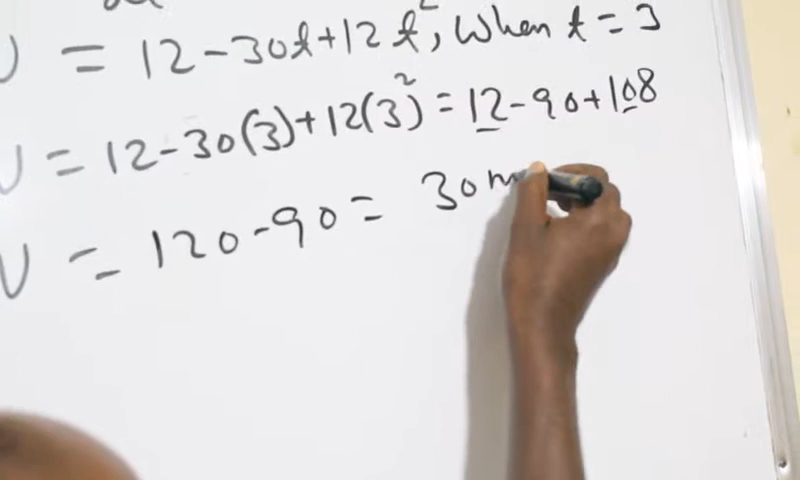 V = 12-30t+12t², When t = 3
V = 12-30(3)+12(3)² = 12-90+108
V = 120-90 = 30m